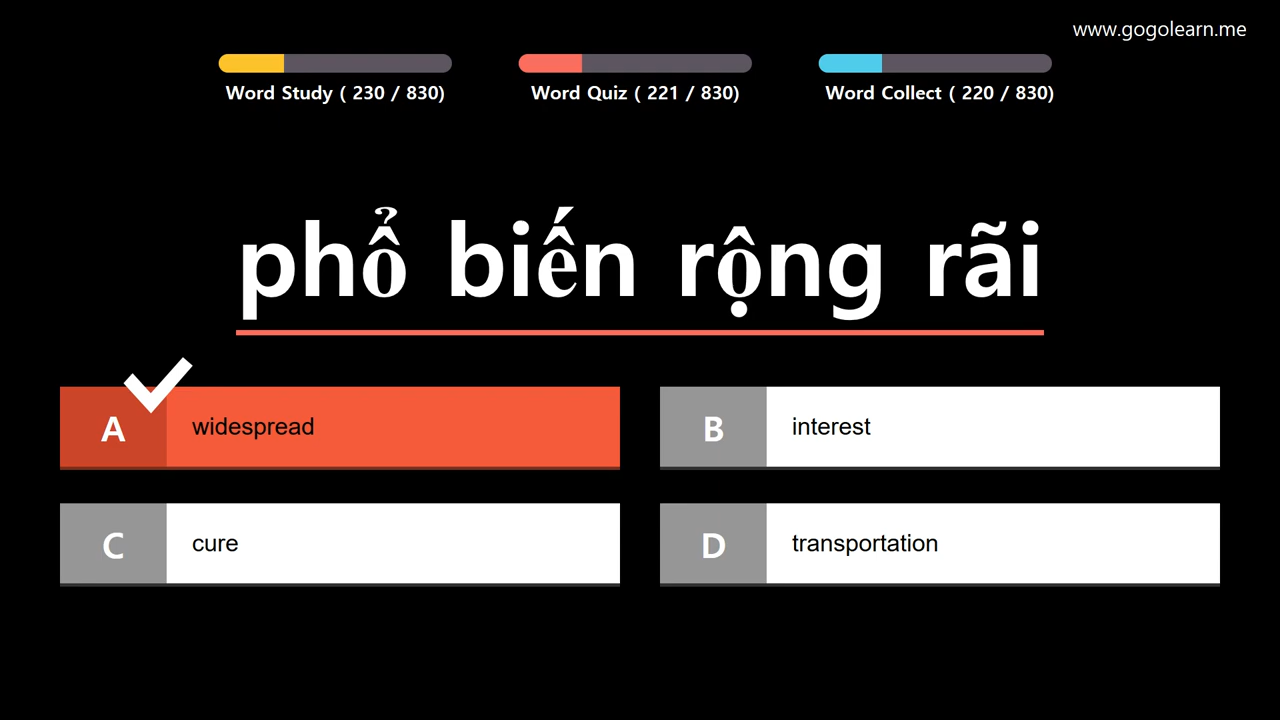 www.gogolearn.me
Word Study ( 230 / 830)
Word Quiz ( 221 / 830)
Word Collect ( 220 / 830)
phổ biến rộng rãi
A widespread
B interest
C cure
D transportation